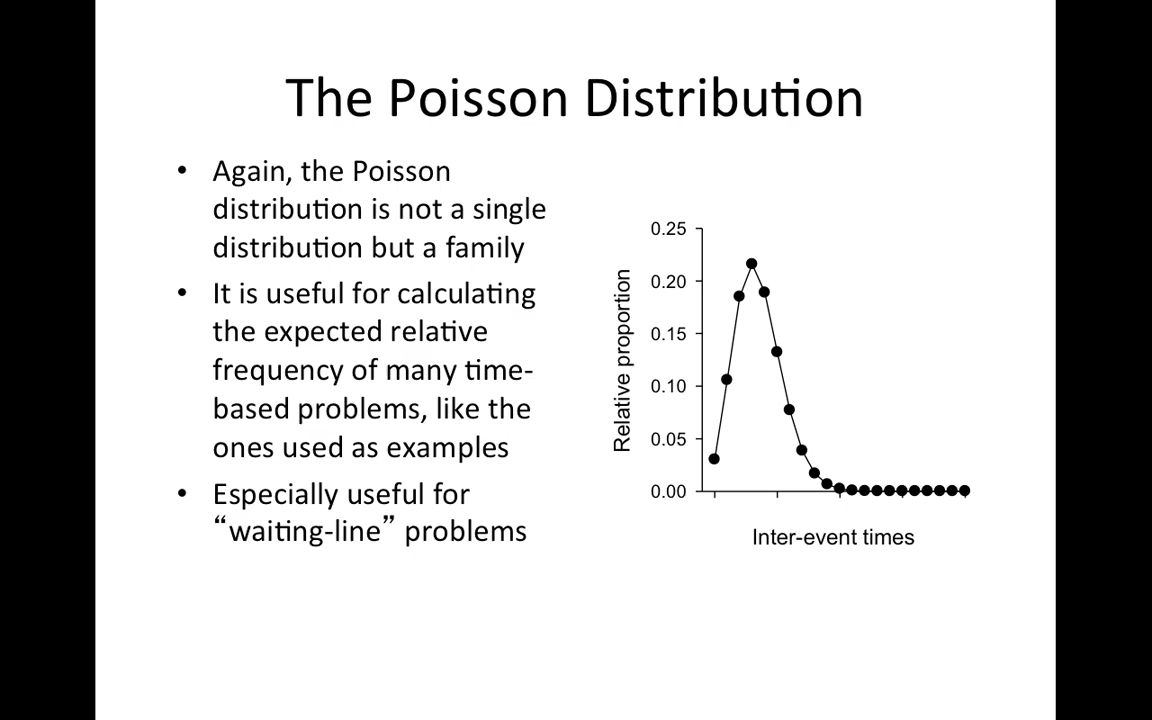 The Poisson Distribution
• Again, the Poisson
distribution is not a single
distribution but a family
• It is useful for calculating
the expected relative
frequency of many time-
based problems, like the
ones used as examples
• Especially useful for
“waiting-line” problems
Relative proportion
0.25
0.20
0.15
0.10
0.05
0.00
Inter-event times